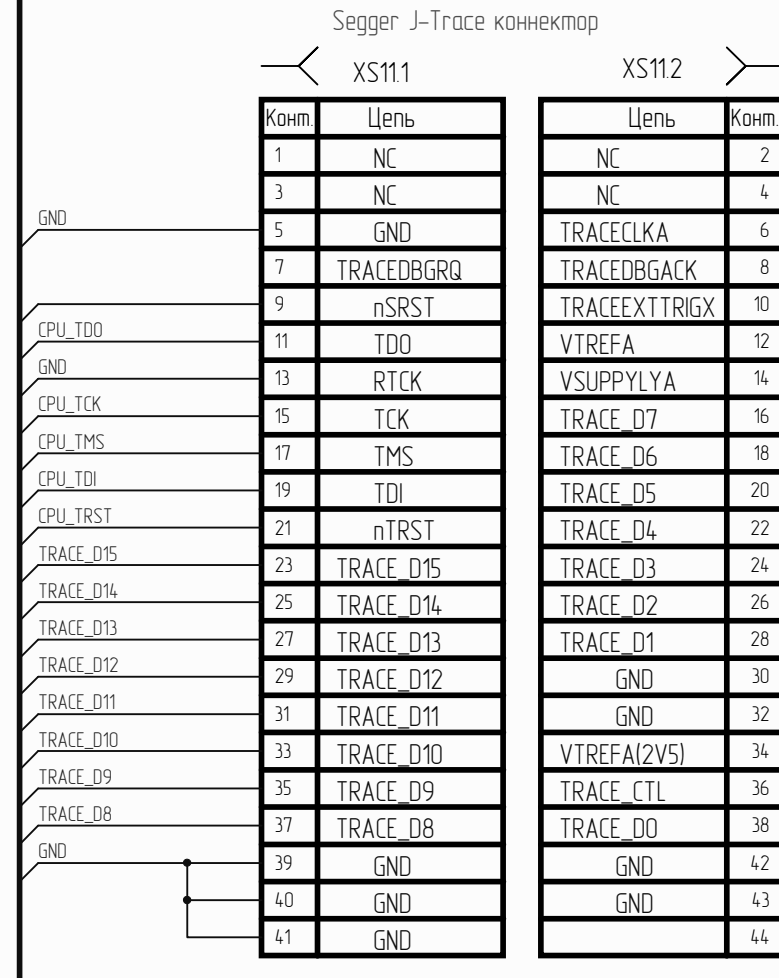 Segger J-Trace коннектор
XS11.1 XS11.2
Конт. Цепь Цепь Конт.
1 NC NC 2
3 NC NC 4
GND 5 GND TRACECLKA 6
7 TRACEDBGRQ TRACEDBGACK 8
9 nSRST TRACEEXTTRIGX 10
CPU_TDO 11 TDO VTREFA 12
GND 13 RTCK VSUPPYLYA 14
CPU_TCK 15 TCK TRACE_D7 16
CPU_TMS 17 TMS TRACE_D6 18
CPU_TDI 19 TDI TRACE_D5 20
CPU_TRST 21 nTRST TRACE_D4 22
TRACE_D15 23 TRACE_D15 TRACE_D3 24
TRACE_D14 25 TRACE_D14 TRACE_D2 26
TRACE_D13 27 TRACE_D13 TRACE_D1 28
TRACE_D12 29 TRACE_D12 GND 30
TRACE_D11 31 TRACE_D11 GND 32
TRACE_D10 33 TRACE_D10 VTREFA(2V5) 34
TRACE_D9 35 TRACE_D9 TRACE_CTL 36
TRACE_D8 37 TRACE_D8 TRACE_D0 38
GND 39 GND GND 42
40 GND GND 43
41 GND 44